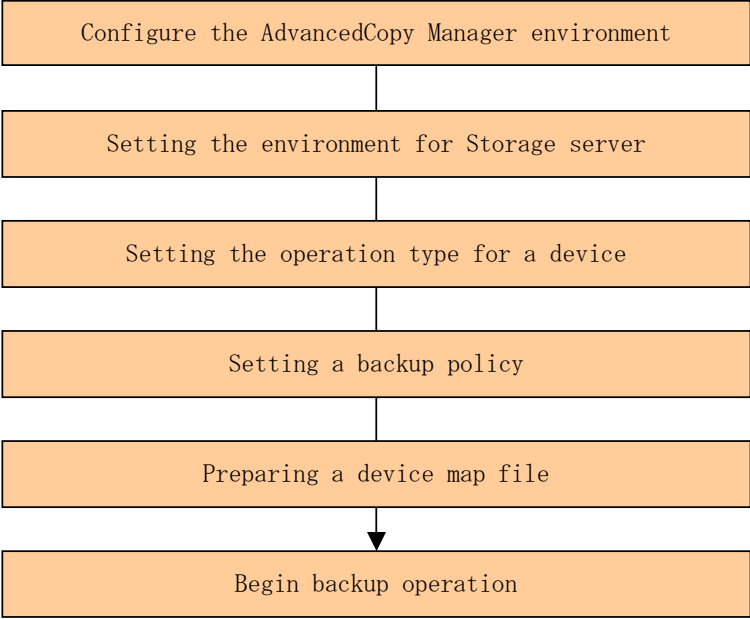 Configure the AdvancedCopy Manager environment
Setting the environment for Storage server
Setting the operation type for a device
Setting a backup policy
Preparing a device map file
Begin backup operation